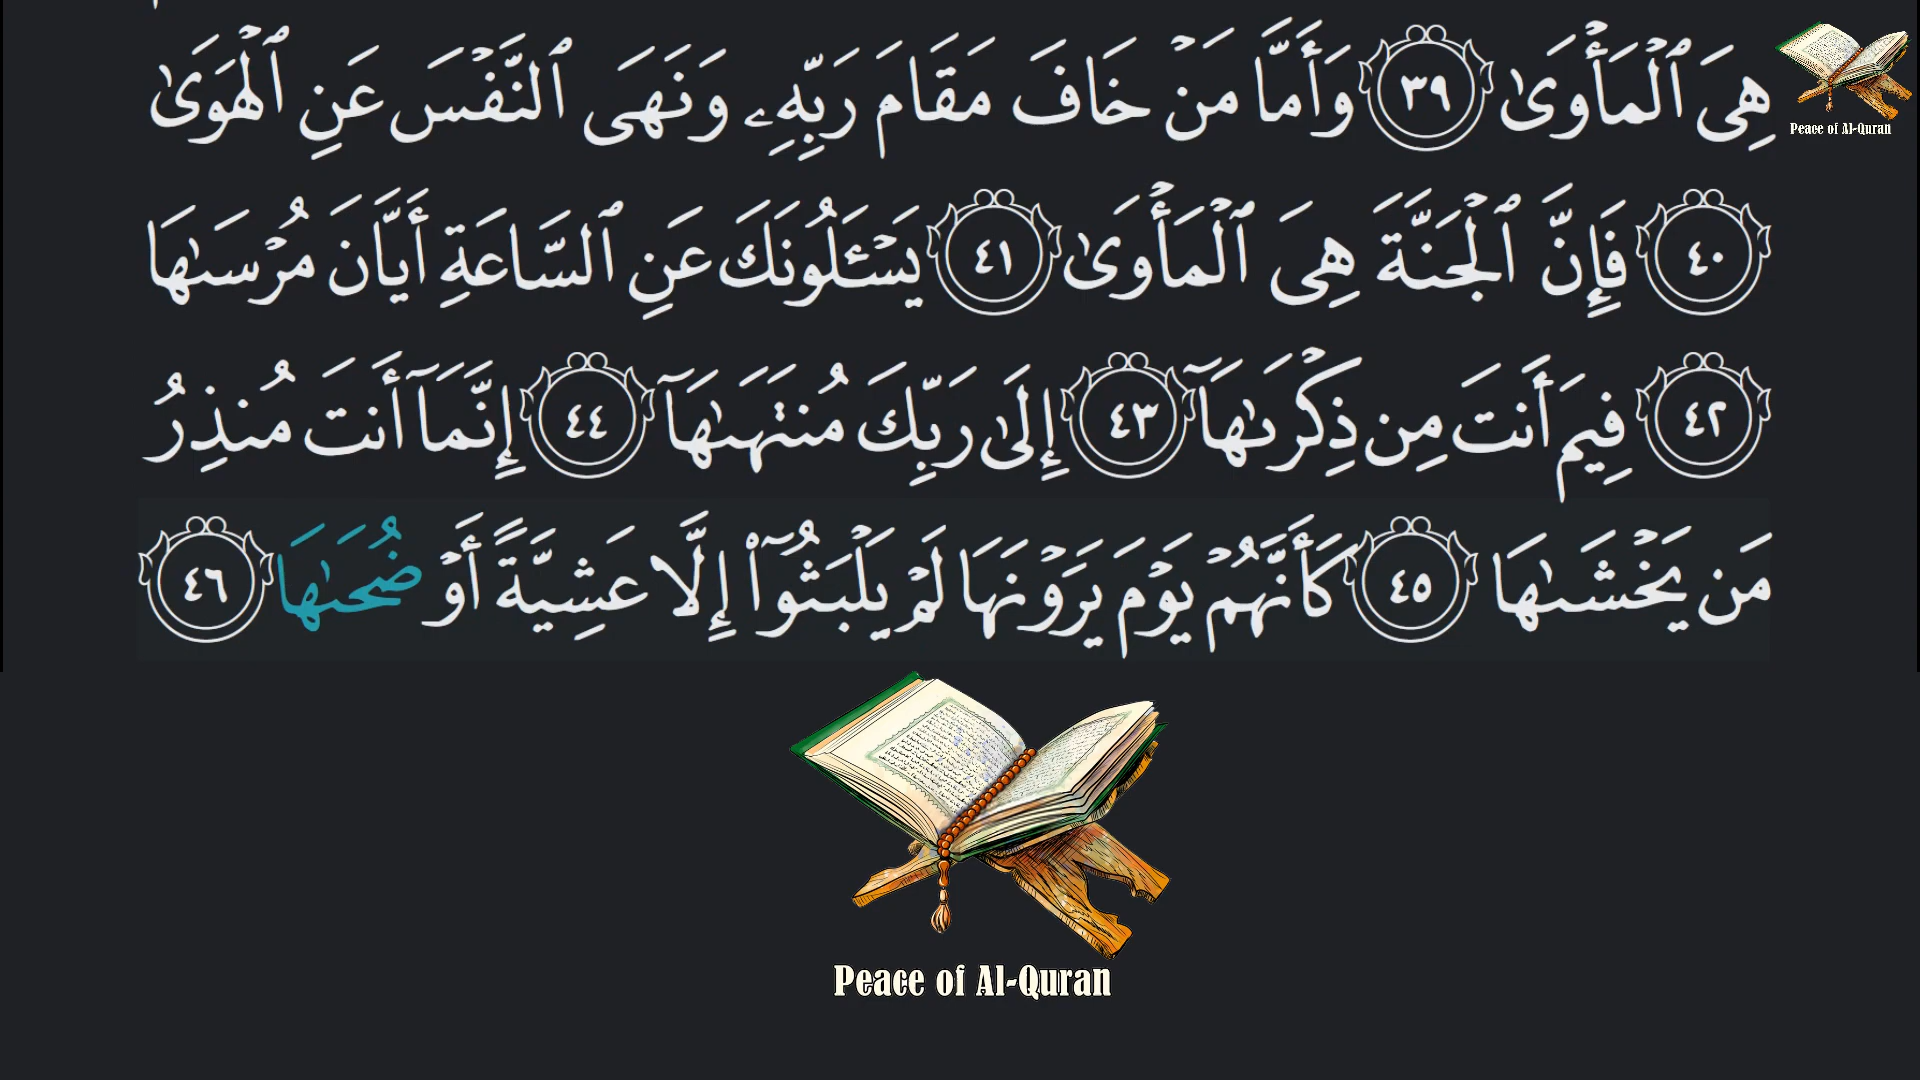 هِىَ ٱلْمَأْوَىٰ ٣٩ وَأَمَّا مَنْ خَافَ مَقَامَ رَبِّهِۦ وَنَهَى ٱلنَّفْسَ عَنِ ٱلْهَوَىٰ
٤٠ فَإِنَّ ٱلْجَنَّةَ هِىَ ٱلْمَأْوَىٰ ٤١ يَسْـَٔلُونَكَ عَنِ ٱلسَّاعَةِ أَيَّانَ مُرْسَىٰهَا
٤٢ فِيمَ أَنتَ مِن ذِكْرَىٰهَآ ٤٣ إِلَىٰ رَبِّكَ مُنتَهَىٰهَآ ٤٤ إِنَّمَآ أَنتَ مُنذِرُ
مَن يَخْشَىٰهَا ٤٥ كَأَنَّهُمْ يَوْمَ يَرَوْنَهَا لَمْ يَلْبَثُوٓا۟ إِلَّا عَشِيَّةً أَوْ ضُحَىٰهَا ٤٦
Peace of Al-Quran
Peace of Al-Quran